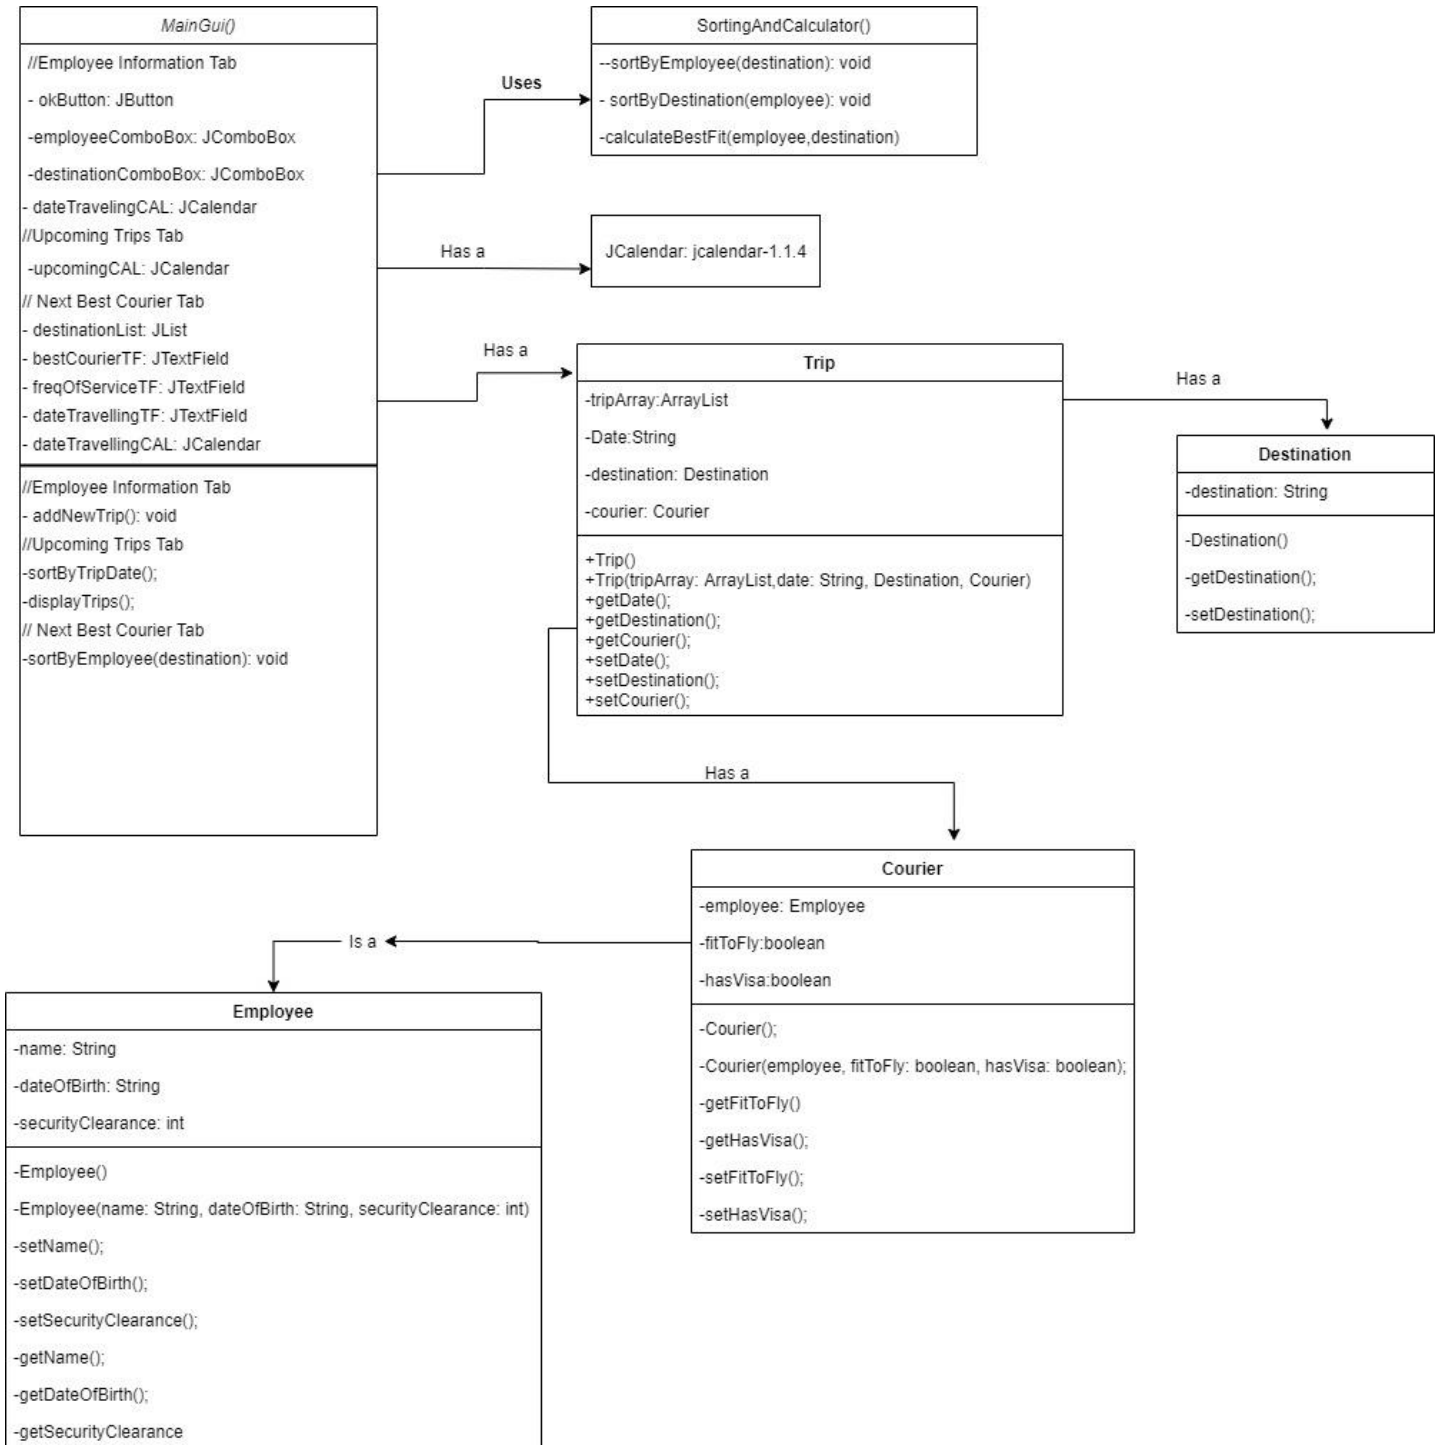 MainGui()
//Employee Information Tab
- okButton: JButton
-employeeComboBox: JComboBox
-destinationComboBox: JComboBox
- dateTravelingCAL: JCalendar
//Upcoming Trips Tab
-upcomingCAL: JCalendar
// Next Best Courier Tab
- destinationList: JList
- bestCourierTF: JTextField
- freqOfServiceTF: JTextField
- dateTravellingTF: JTextField
- dateTravellingCAL: JCalendar
//Employee Information Tab
- addNewTrip(): void
//Upcoming Trips Tab
-sortByTripDate();
-displayTrips();
// Next Best Courier Tab
-sortByEmployee(destination): void
Uses
SortingAndCalculator()
--sortByEmployee(destination): void
- sortByDestination(employee): void
-calculateBestFit(employee,destination)
Has a
JCalendar: jcalendar-1.1.4
Has a
Trip
-tripArray:ArrayList
-Date:String
-destination: Destination
-courier: Courier
+Trip()
+Trip(tripArray: ArrayList,date: String, Destination, Courier)
+getDate();
+getDestination();
+getCourier();
+setDate();
+setDestination();
+setCourier();
Has a
Destination
-destination: String
-Destination()
-getDestination();
-setDestination();
Has a
Courier
-employee: Employee
-fitToFly:boolean
-hasVisa:boolean
-Courier();
-Courier(employee, fitToFly: boolean, hasVisa: boolean);
-getFitToFly()
-getHasVisa();
-setFitToFly();
-setHasVisa();
Is a
Employee
-name: String
-dateOfBirth: String
-securityClearance: int
-Employee()
-Employee(name: String, dateOfBirth: String, securityClearance: int)
-setName();
-setDateOfBirth();
-setSecurityClearance();
-getName();
-getDateOfBirth();
-getSecurityClearance